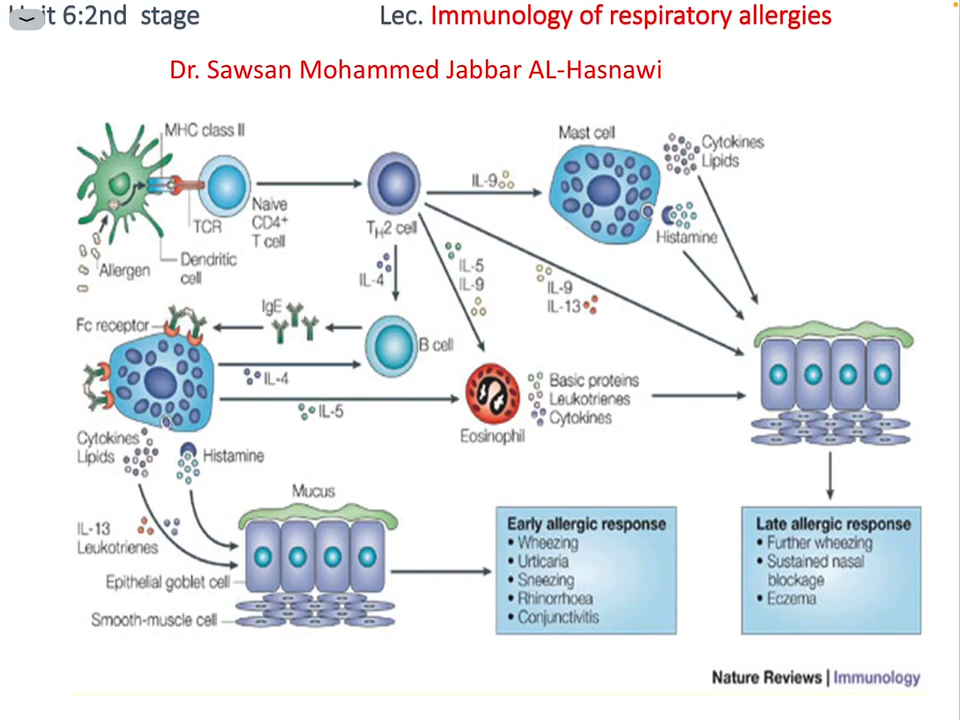 Unit 6:2nd stage
Lec. Immunology of respiratory allergies
Dr. Sawsan Mohammed Jabbar AL-Hasnawi
MHC class II
TCR
Naive
CD4+
T cell
Allergen
Dendritic
cell
TH2 cell
IL-9
Mast cell
Cytokines
Lipids
Histamine
IL-4
IL-5
IL-9
IL-9
IL-13
Fc receptor
IgE
B cell
IL-4
IL-5
Eosinophil
Basic proteins
Leukotrienes
Cytokines
Cytokines
Lipids
Histamine
IL-13
Leukotrienes
Mucus
Epithelial goblet cell
Smooth-muscle cell
Early allergic response
• Wheezing
• Urticaria
• Sneezing
• Rhinorrhoea
• Conjunctivitis
Late allergic response
• Further wheezing
• Sustained nasal
blockage
• Eczema
Nature Reviews | Immunology